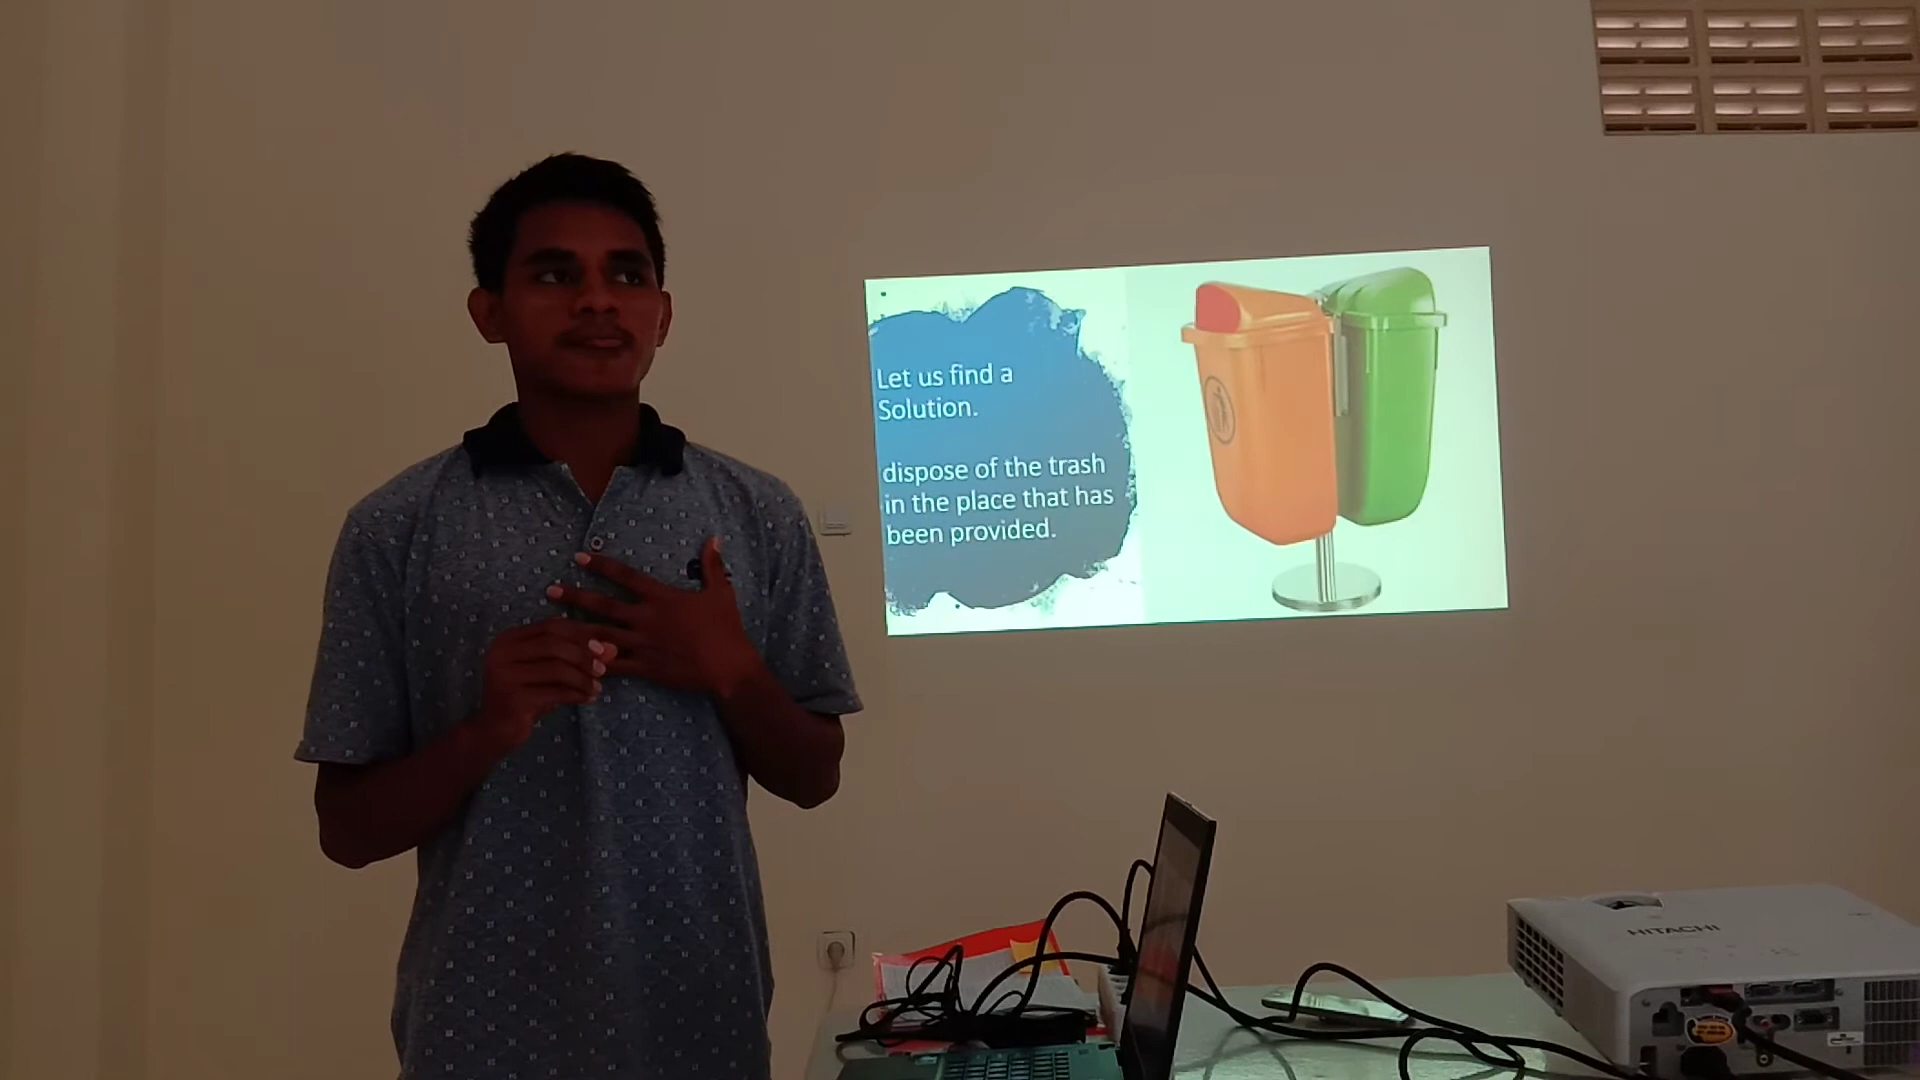 Let us find a
Solution.
dispose of the trash
in the place that has
been provided.
HITACHI